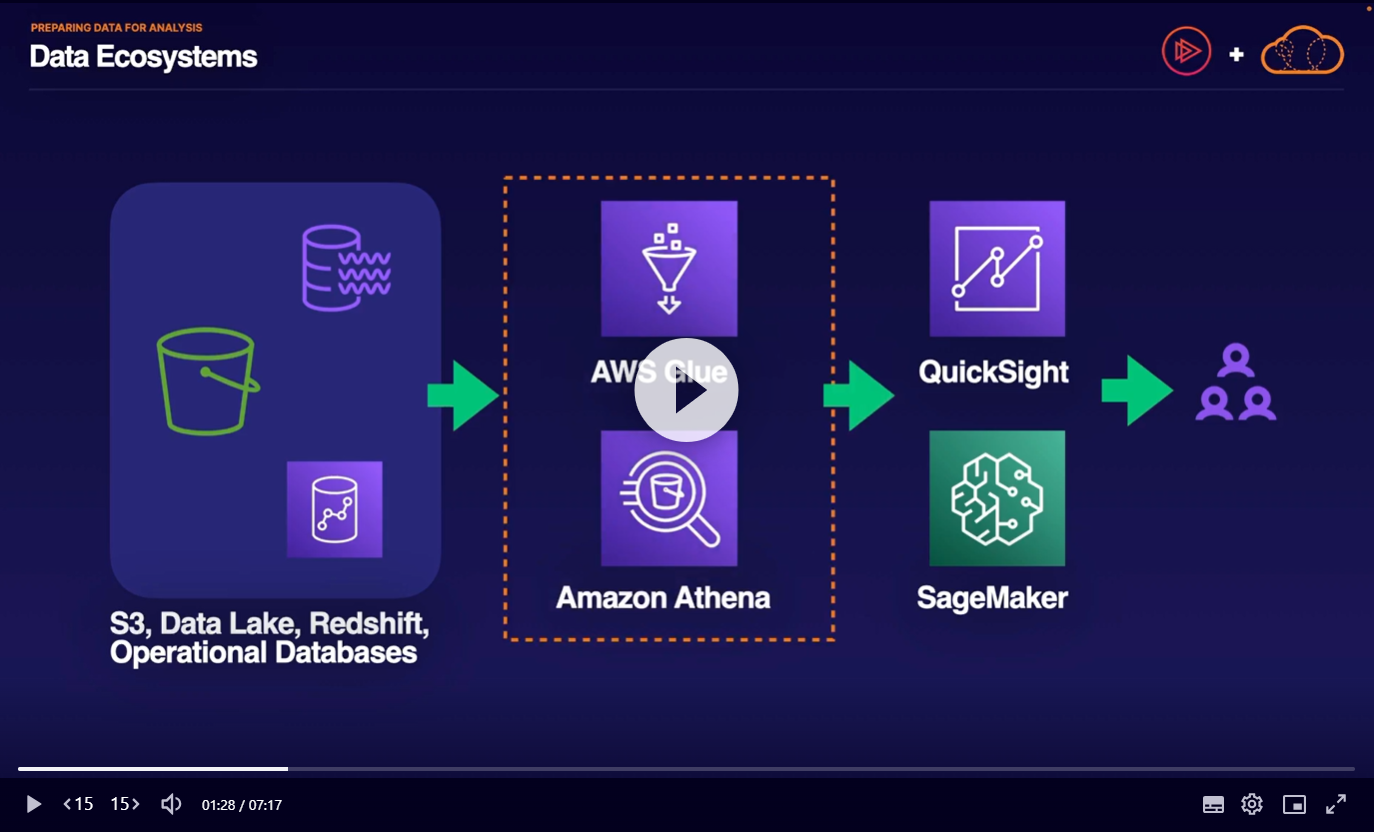 PREPARING DATA FOR ANALYSIS
Data Ecosystems
AWS Glue
QuickSight
Amazon Athena
SageMaker
S3, Data Lake, Redshift,
Operational Databases
15 15 01:28 / 07:17